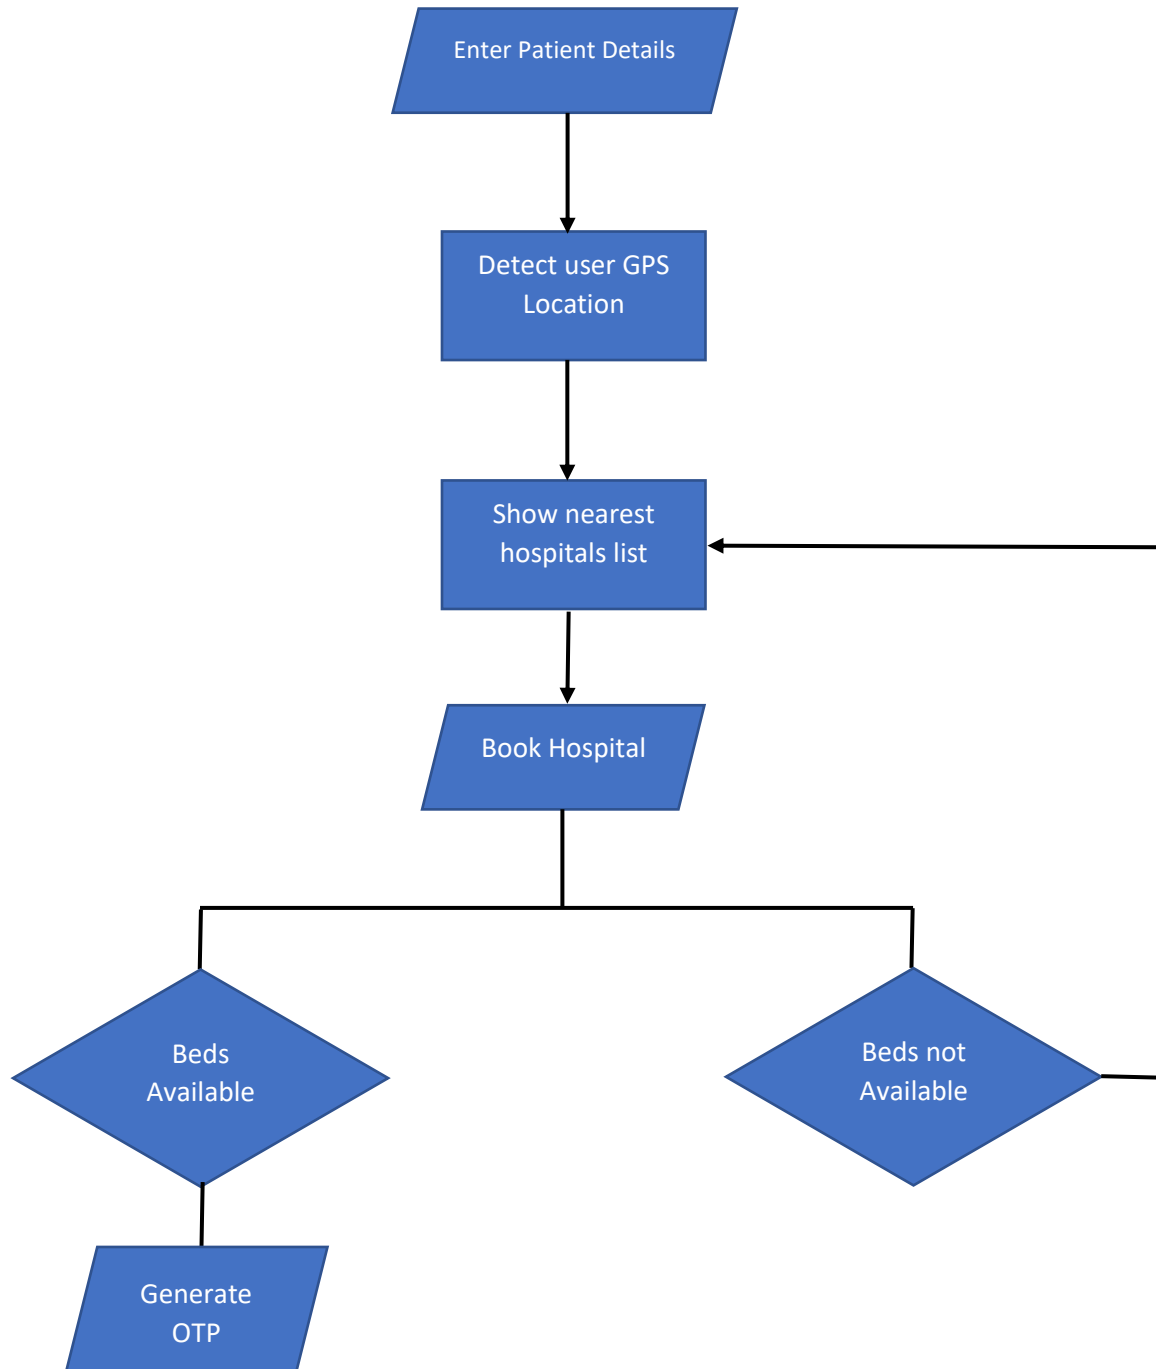 Enter Patient Details
Detect user GPS
Location
Show nearest
hospitals list
Book Hospital
Beds
Available
Beds not
Available
Generate
OTP